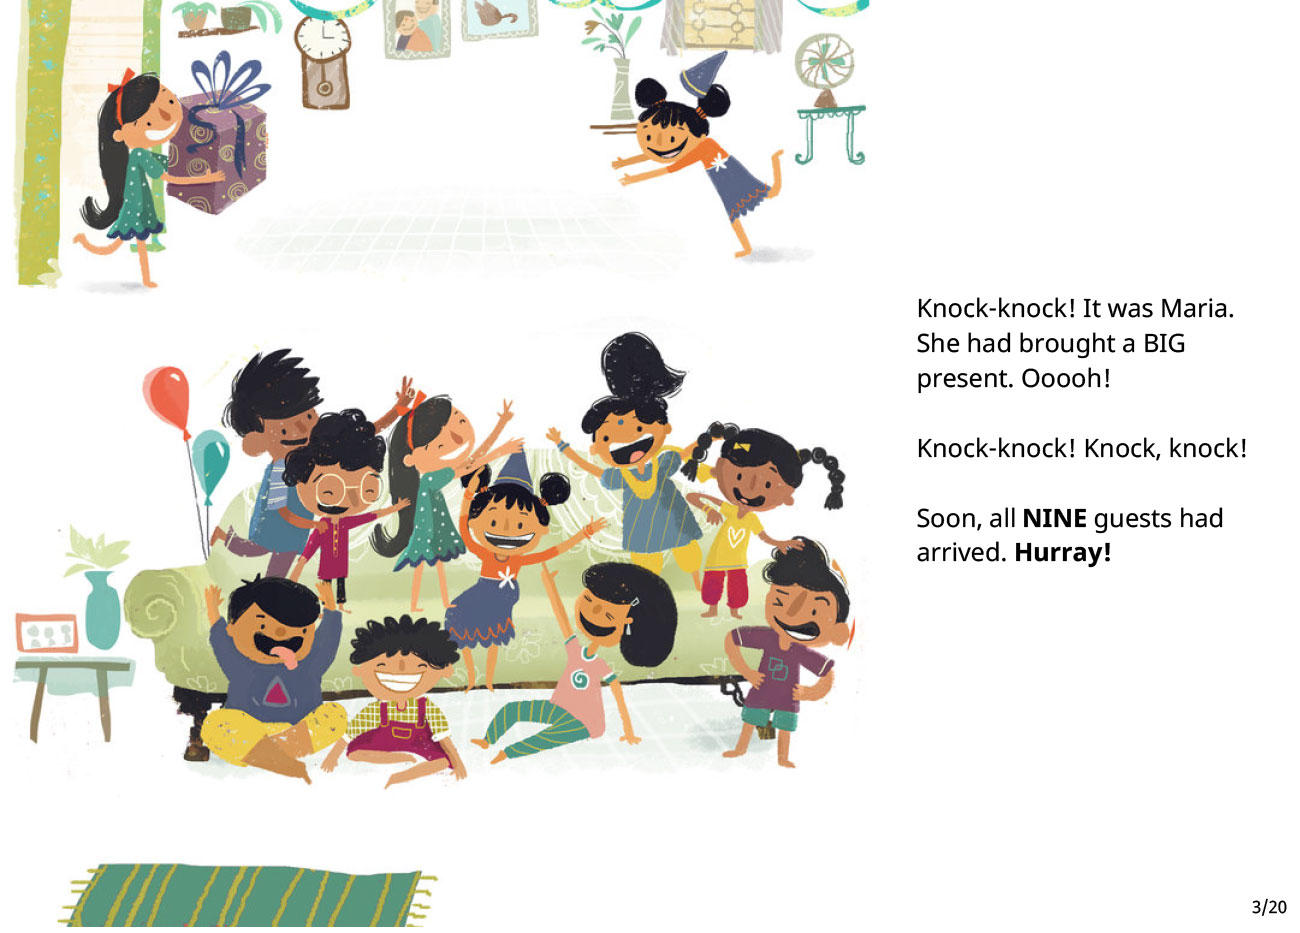 Knock-knock! It was Maria.
She had brought a BIG
present. Ooooh!
Knock-knock! Knock, knock!
Soon, all NINE guests had
arrived. Hurray!
3/20